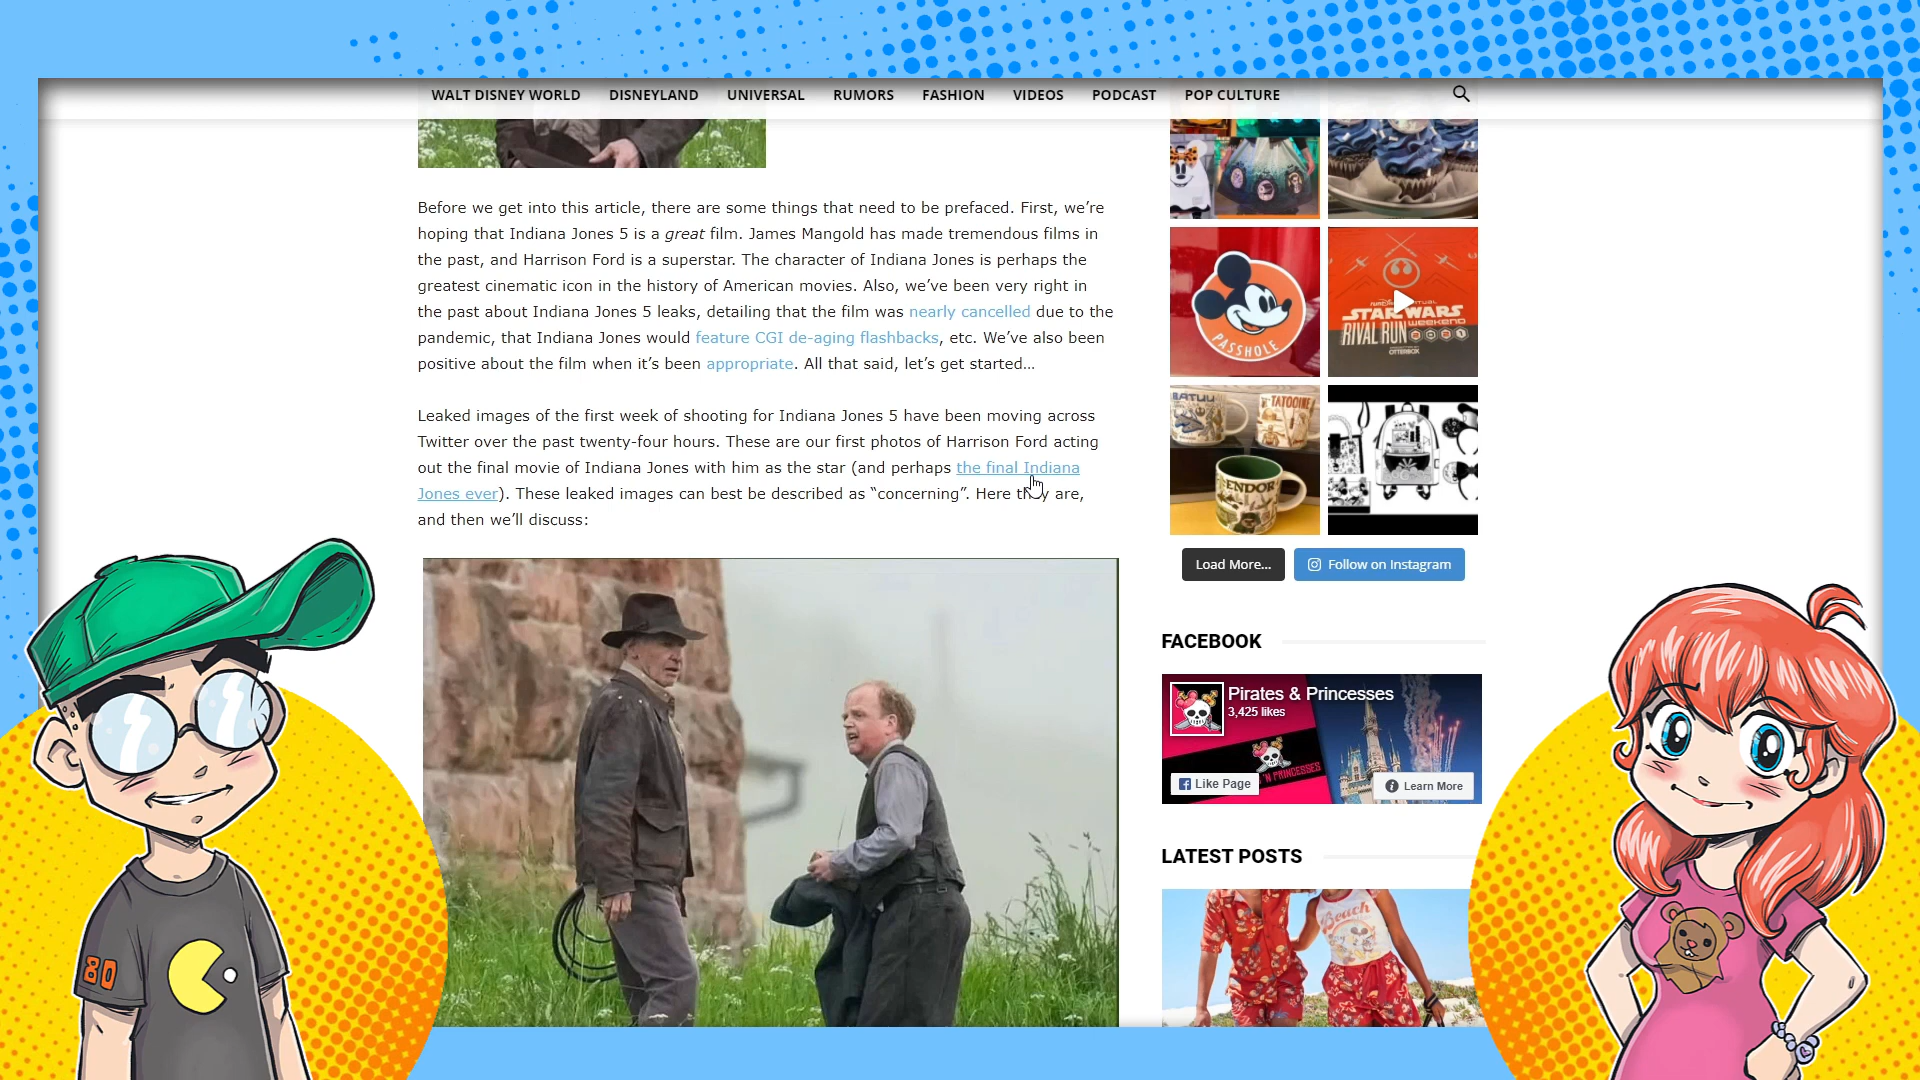 WALT DISNEY WORLD DISNEYLAND UNIVERSAL RUMORS FASHION VIDEOS PODCAST POP CULTURE
Before we get into this article, there are some things that need to be prefaced. First, we’re
hoping that Indiana Jones 5 is a great film. James Mangold has made tremendous films in
the past, and Harrison Ford is a superstar. The character of Indiana Jones is perhaps the
greatest cinematic icon in the history of American movies. Also, we’ve been very right in
the past about Indiana Jones 5 leaks, detailing that the film was nearly cancelled due to the
pandemic, that Indiana Jones would feature CGI de-aging flashbacks, etc. We’ve also been
positive about the film when it’s been appropriate. All that said, let’s get started…
Leaked images of the first week of shooting for Indiana Jones 5 have been moving across
Twitter over the past twenty-four hours. These are our first photos of Harrison Ford acting
out the final movie of Indiana Jones with him as the star (and perhaps the final Indiana
Jones ever). These leaked images can best be described as “concerning”. Here they are,
and then we’ll discuss:
PASSHOLE
STAR WARS
RIVAL RUN WEEKEND
OTTERBOX
BATUU
TATOOINE
ENDOR
Load More...
Follow on Instagram
FACEBOOK
Pirates & Princesses
3,425 likes
'N PRINCESSES
Like Page
Learn More
LATEST POSTS
Beach
80